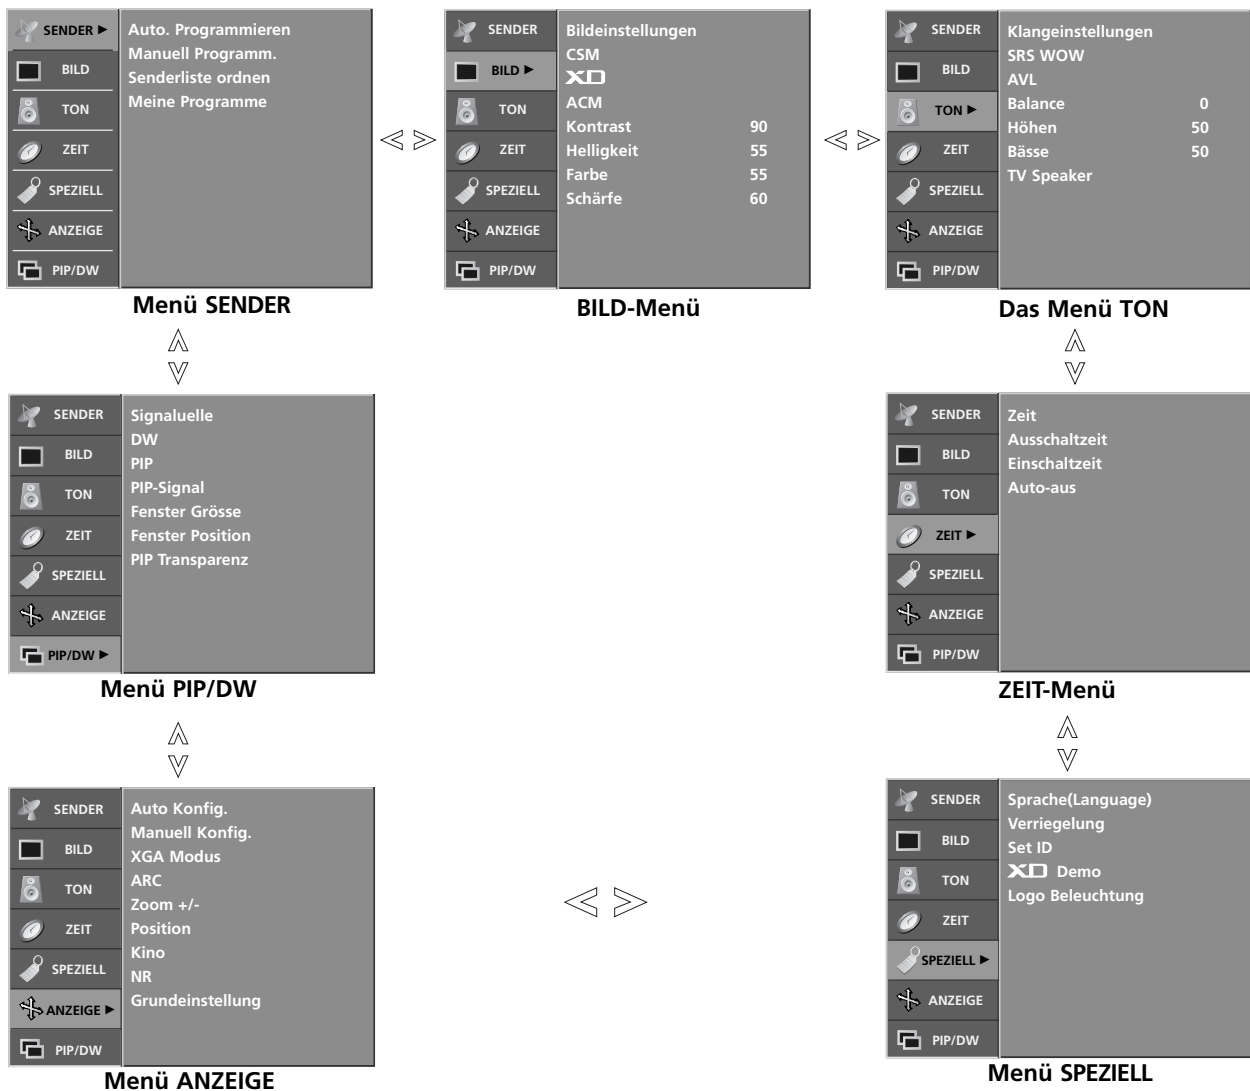 SENDER ►
BILD
TON
ZEIT
SPEZIELL
ANZEIGE
PIP/DW
Auto. Programmieren
Manuell Programm.
Senderliste ordnen
Meine Programme
Menü SENDER
SENDER
BILD ►
TON
ZEIT
SPEZIELL
ANZEIGE
PIP/DW
Bildeinstellungen
CSM
XD
ACM
Kontrast 90
Helligkeit 55
Farbe 55
Schärfe 60
BILD-Menü
SENDER
BILD
TON ►
ZEIT
SPEZIELL
ANZEIGE
PIP/DW
Klangeinstellungen
SRS WOW
AVL
Balance 0
Höhen 50
Bässe 50
TV Speaker
Das Menü TON
SENDER
BILD
TON
ZEIT
SPEZIELL
ANZEIGE
PIP/DW ►
Signaluelle
DW
PIP
PIP-Signal
Fenster Grösse
Fenster Position
PIP Transparenz
Menü PIP/DW
SENDER
BILD
TON
ZEIT ►
SPEZIELL
ANZEIGE
PIP/DW
Zeit
Ausschaltzeit
Einschaltzeit
Auto-aus
ZEIT-Menü
SENDER
BILD
TON
ZEIT
SPEZIELL
ANZEIGE ►
PIP/DW
Auto Konfig.
Manuell Konfig.
XGA Modus
ARC
Zoom +/-
Position
Kino
NR
Grundeinstellung
Menü ANZEIGE
SENDER
BILD
TON
ZEIT
SPEZIELL ►
ANZEIGE
PIP/DW
Sprache(Language)
Verriegelung
Set ID
XD Demo
Logo Beleuchtung
Menü SPEZIELL